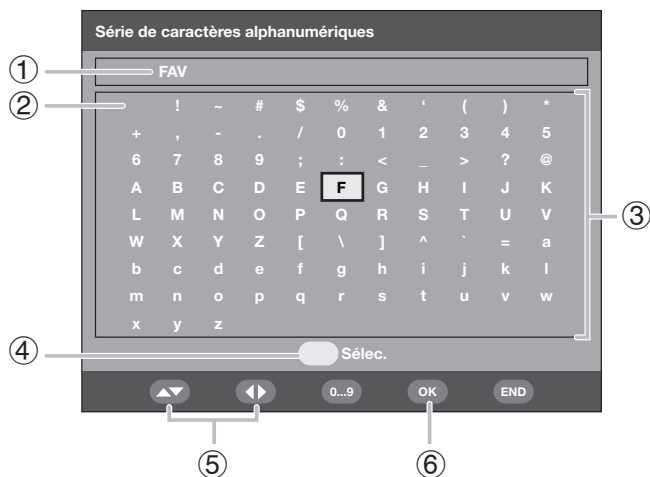 Série de caractères alphanumériques
① FAV
② ! ~ # $ % & ‘ ( ) *
+ , - . / 0 1 2 3 4 5
6 7 8 9 ; : < _ > ? @
A B C D E F G H I J K
L M N O P Q R S T U V
③
W X Y Z [ \ ] ^ ` = a
b c d e f g h i j k l
m n o p q r s t u v w
x y z
④ Sélec.
0...9 OK END
⑤ ⑥